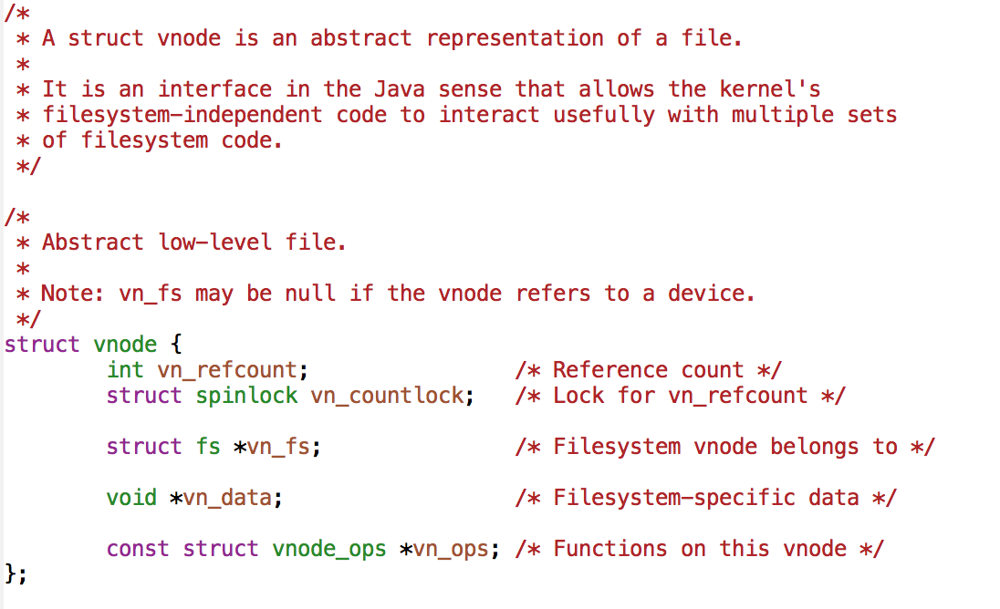 /*
 * A struct vnode is an abstract representation of a file.
 *
 * It is an interface in the Java sense that allows the kernel's
 * filesystem-independent code to interact usefully with multiple sets
 * of filesystem code.
 */

/*
 * Abstract low-level file.
 *
 * Note: vn_fs may be null if the vnode refers to a device.
 */
struct vnode {
        int vn_refcount;                /* Reference count */
        struct spinlock vn_countlock;   /* Lock for vn_refcount */

        struct fs *vn_fs;               /* Filesystem vnode belongs to */

        void *vn_data;                  /* Filesystem-specific data */

        const struct vnode_ops *vn_ops; /* Functions on this vnode */
};